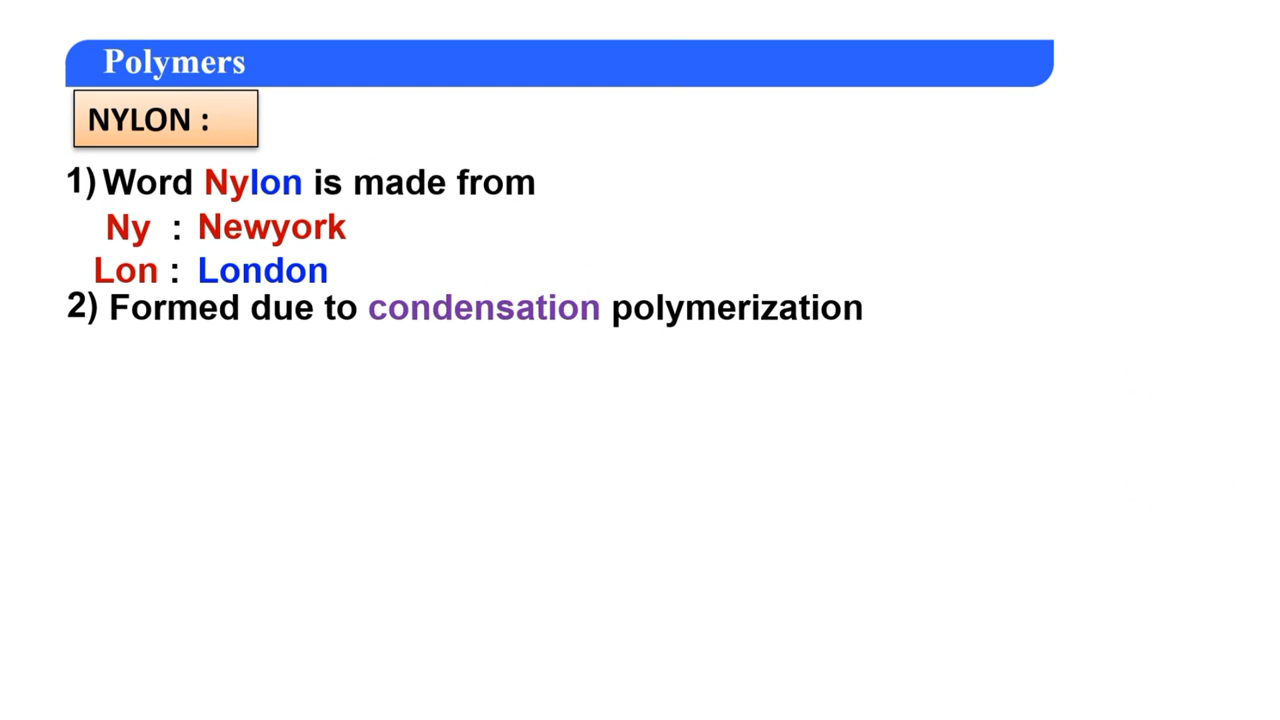 Polymers
NYLON :
1) Word Nylon is made from
Ny : Newyork
Lon : London
2) Formed due to condensation polymerization